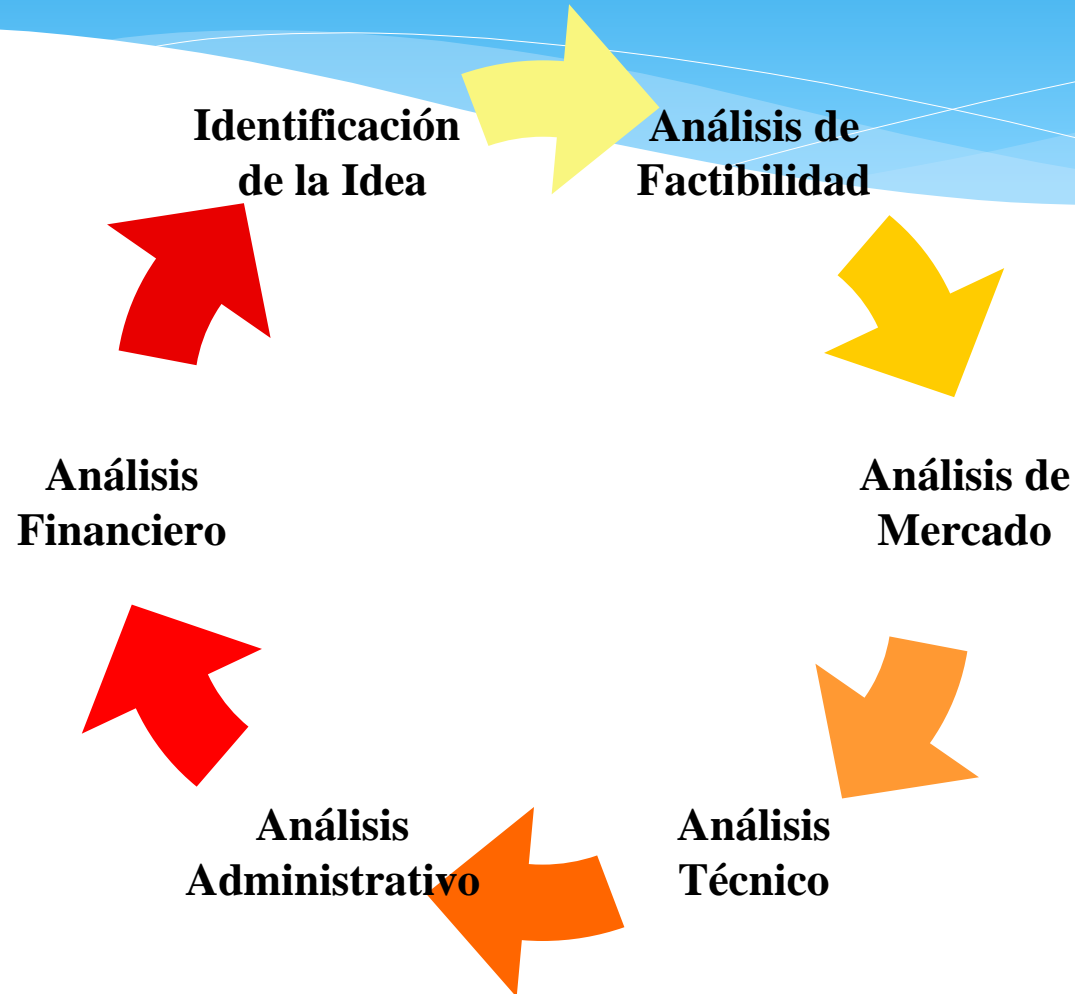 Identificación
de la Idea
Análisis de
Factibilidad
Análisis de
Mercado
Análisis
Técnico
Análisis
Administrativo
Análisis
Financiero